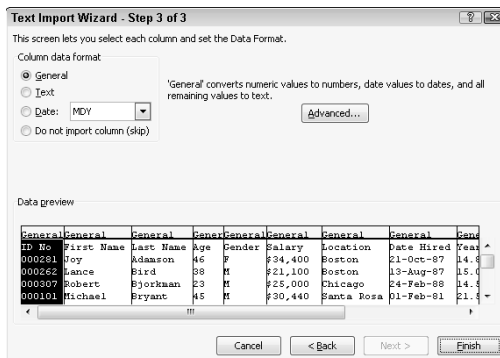 Text Import Wizard - Step 3 of 3
This screen lets you select each column and set the Data Format.
Column data format
General
Text
Date: MDY
Do not import column (skip)
'General' converts numeric values to numbers, date values to dates, and all
remaining values to text.
Advanced...
Data preview
General General General General General General General General General
ID No First Name Last Name Age Gender Salary Location Date Hired Year
000281 Joy Adamson 46 F $34,400 Boston 21-Oct-87 14.
000262 Lance Bird 38 M $21,100 Boston 13-Aug-87 15.
000307 Robert Bjorkman 23 M $25,000 Chicago 24-Feb-88 14.
000101 Michael Bryant 45 M $30,440 Santa Rosa 01-Feb-81 21.
Cancel < Back Next > Finish